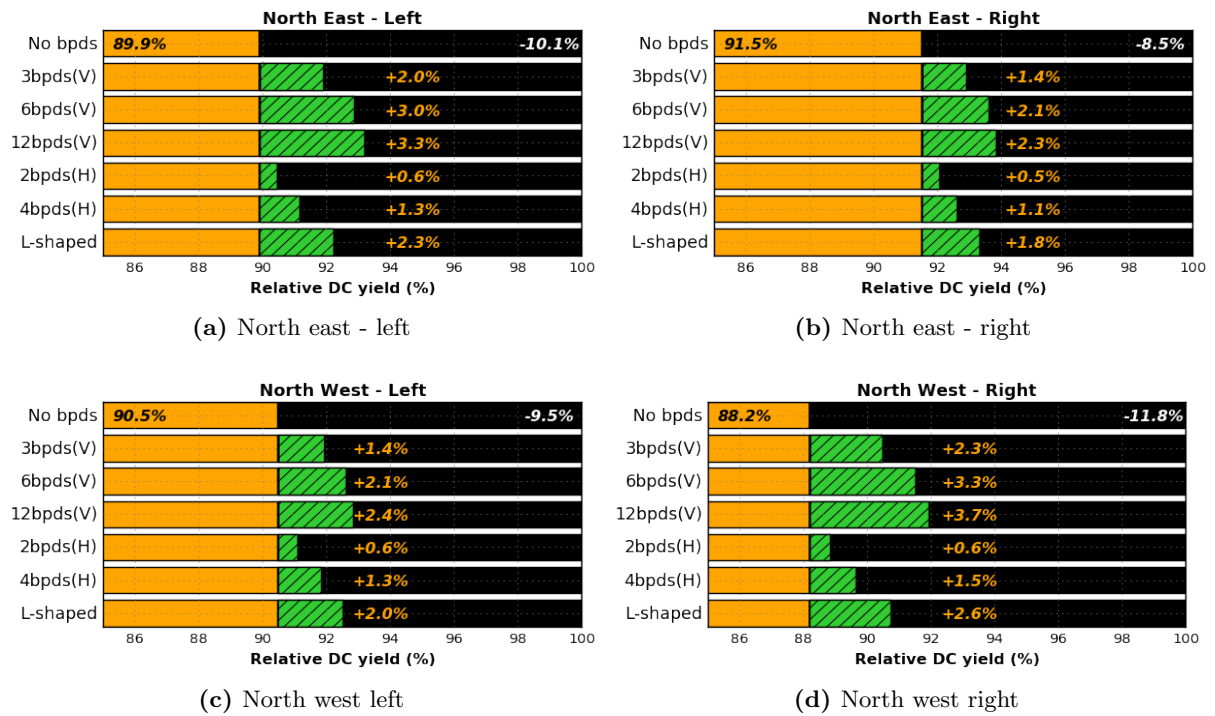 North East - Left
No bpds 89.9% -10.1%
3bpds(V) +2.0%
6bpds(V) +3.0%
12bpds(V) +3.3%
2bpds(H) +0.6%
4bpds(H) +1.3%
L-shaped +2.3%
86 90 92 94 96 98 100
Relative DC yield (%)
(a) North east - left
North East - Right
No bpds 91.5% -8.5%
3bpds(V) +1.4%
6bpds(V) +2.1%
12bpds(V) +2.3%
2bpds(H) +0.5%
4bpds(H) +1.1%
L-shaped +1.8%
86 90 92 94 96 98 100
Relative DC yield (%)
(b) North east - right
North West - Left
No bpds 90.5% -9.5%
3bpds(V) +1.4%
6bpds(V) +2.1%
12bpds(V) +2.4%
2bpds(H) +0.6%
4bpds(H) +1.3%
L-shaped +2.0%
86 90 92 94 96 98 100
Relative DC yield (%)
(c) North west left
North West - Right
No bpds 88.2% -11.8%
3bpds(V) +2.3%
6bpds(V) +3.3%
12bpds(V) +3.7%
2bpds(H) +0.6%
4bpds(H) +1.5%
L-shaped +2.6%
86 90 92 94 96 98 100
Relative DC yield (%)
(d) North west right